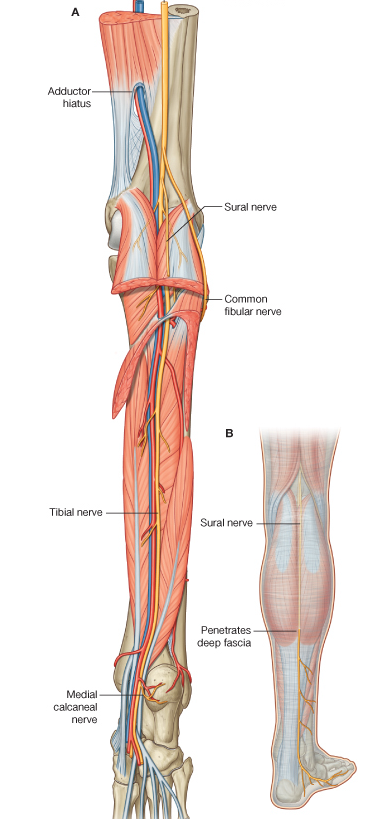 A
Adductor
hiatus
Sural nerve
Common
fibular nerve
Tibial nerve
Medial
calcaneal
nerve
B
Sural nerve
Penetrates
deep fascia